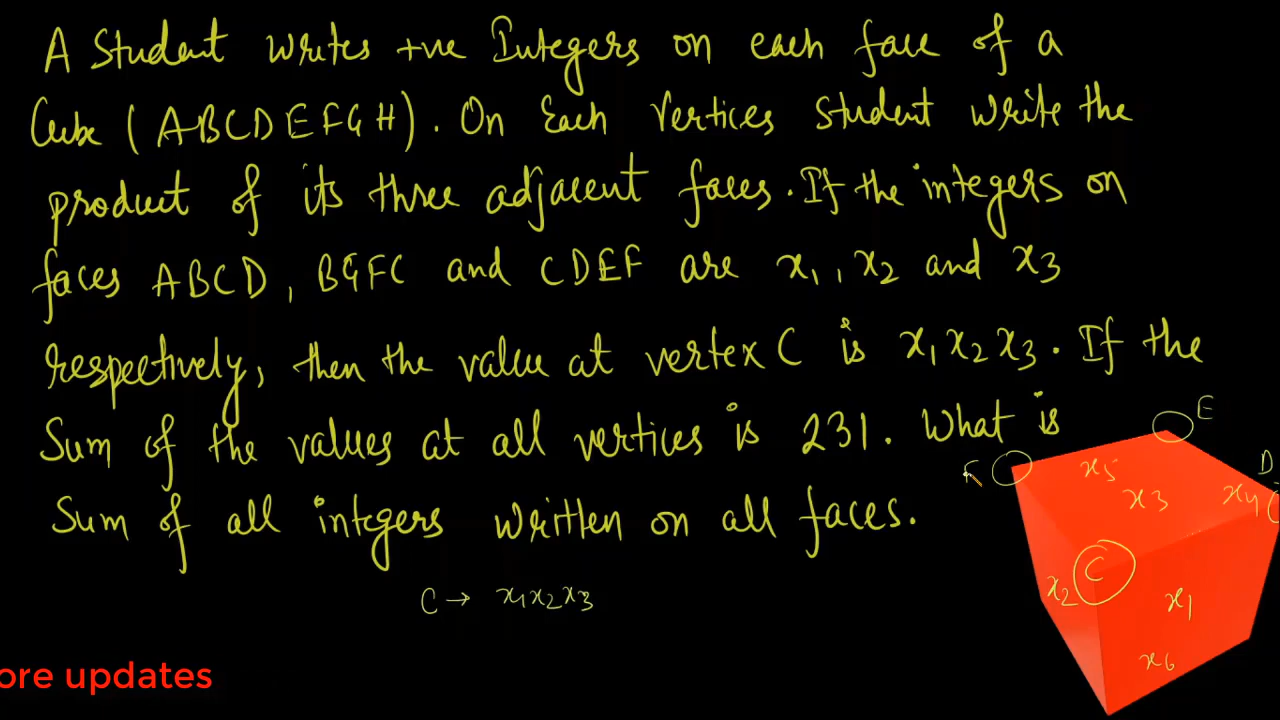 A Student writes +ve Integers on each face of a
Cube (ABCDEFGH). On Each Vertices Student write the
product of its three adjacent faces. If the integers on
faces ABCD, BGFC and CDEF are x1, x2 and x3
respectively, then the value at vertex C is x1 x2 x3. If the
Sum of the values at all vertices is 231. What is
Sum of all integers written on all faces.
C → x1x2x3
E
F
D
x5
x3
x4
C
x2
x1
x6
ore updates